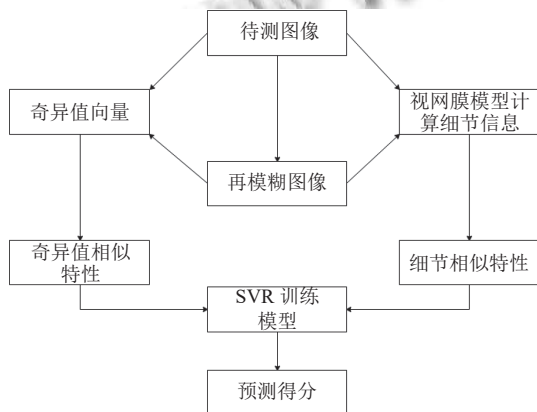 待测图像
奇异值向量
视网膜模型计
算细节信息
再模糊图像
奇异值相似
特性
细节相似特性
SVR 训练
模型
预测得分